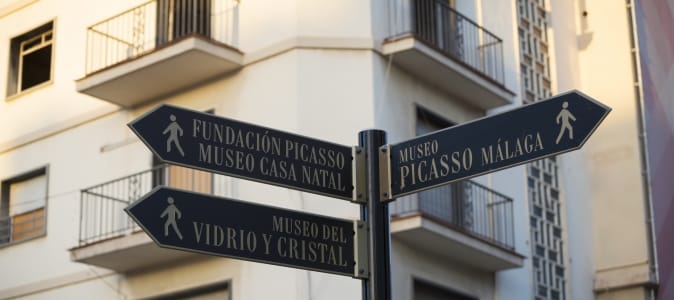 FUNDACIÓN PICASSO
MUSEO CASA NATAL
MUSEO
PICASSO MÁLAGA
MUSEO DEL
VIDRIO Y CRISTAL